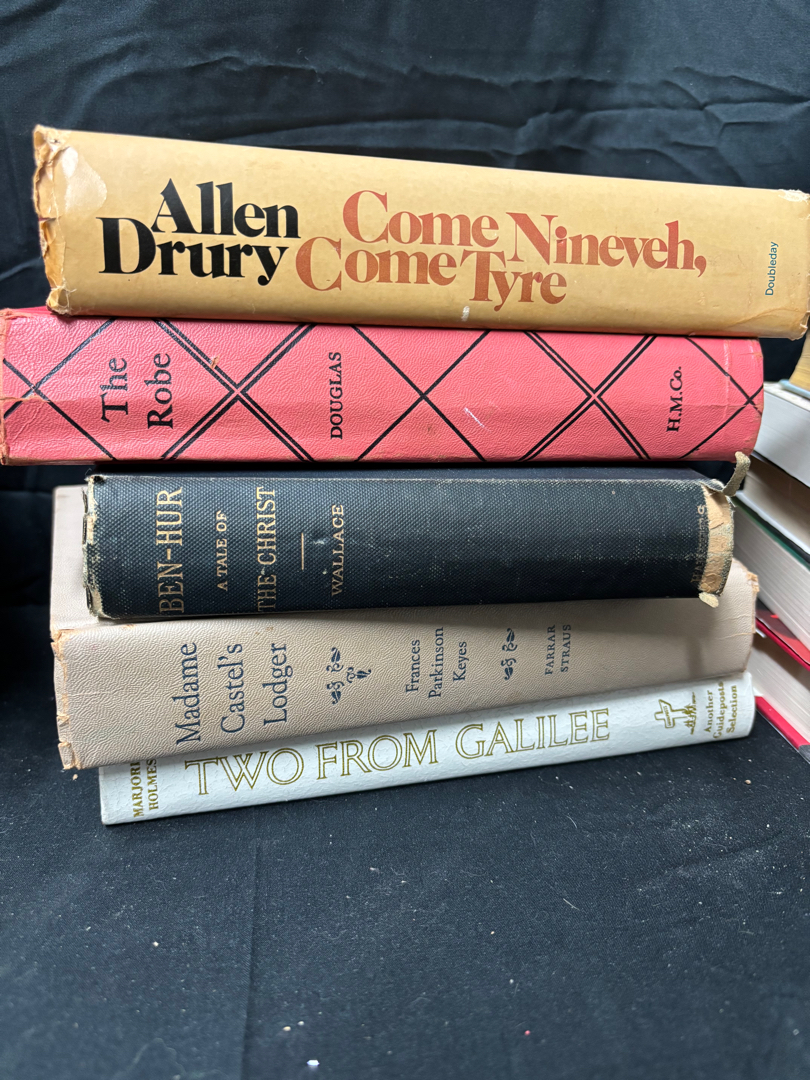 Allen
Drury
Come Nineveh,
Come Tyre
Doubleday
The
Robe
DOUGLAS
H.M.Co.
BEN-HUR
A TALE OF
THE CHRIST
WALLACE
Madame
Castel's
Lodger
Frances
Parkinson
Keyes
FARRAR
STRAUS
HOLMES
TWO FROM GALILEE
Another
Guideposts
Selection